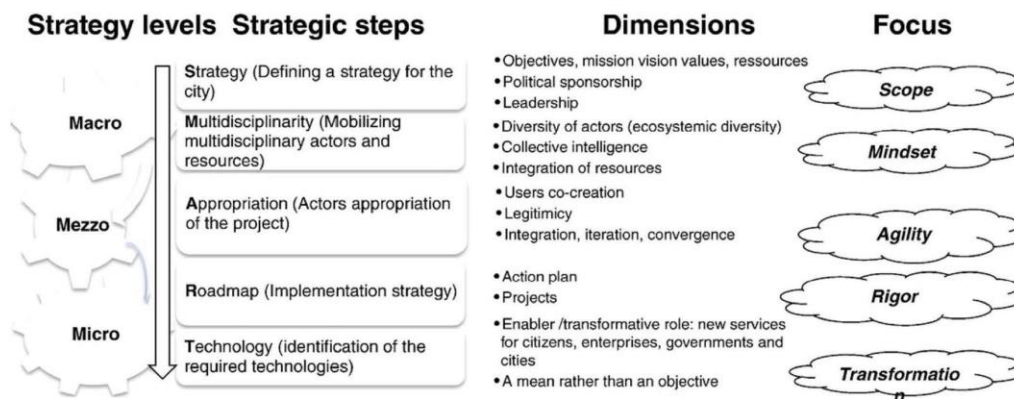 Strategy levels Strategic steps Dimensions Focus
Macro
Mezzo
Micro
Strategy (Defining a strategy for the
city)
Multidisciplinarity (Mobilizing
multidisciplinary actors and
resources)
Appropriation (Actors appropriation
of the project)
Roadmap (Implementation strategy)
Technology (identification of the
required technologies)
• Objectives, mission vision values, ressources
• Political sponsorship
• Leadership
• Diversity of actors (ecosystemic diversity)
• Collective intelligence
• Integration of resources
• Users co-creation
• Legitimicy
• Integration, iteration, convergence
• Action plan
• Projects
• Enabler /transformative role: new services
for citizens, enterprises, governments and
cities
• A mean rather than an objective
Scope
Mindset
Agility
Rigor
Transformatio
n